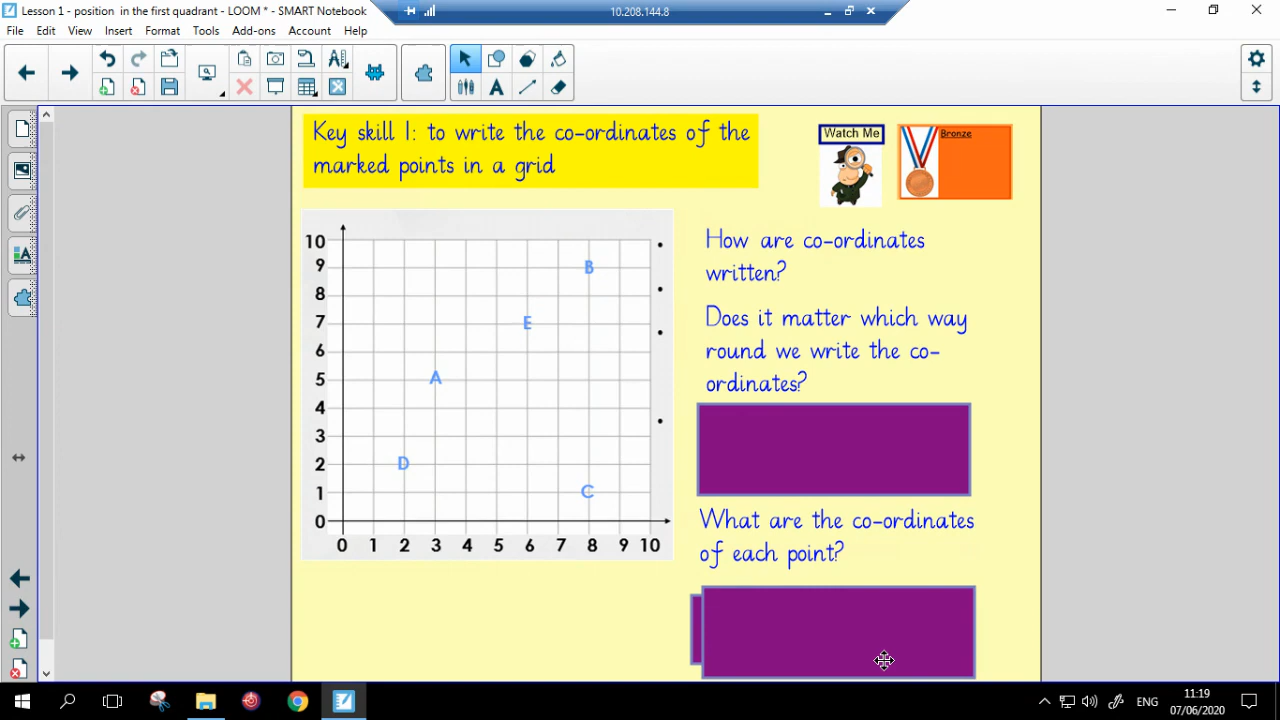 Lesson 1 - position in the first quadrant - LOOM * - SMART Notebook
10.208.144.8
File Edit View Insert Format Tools Add-ons Account Help
Key skill 1: to write the co-ordinates of the
marked points in a grid
Watch Me
Bronze
10
9
8
7
6
5
4
3
2
1
0
0 1 2 3 4 5 6 7 8 9 10
B
E
A
D
C
How are co-ordinates
written?
Does it matter which way
round we write the co-
ordinates?
What are the co-ordinates
of each point?
ENG
11:19
07/06/2020